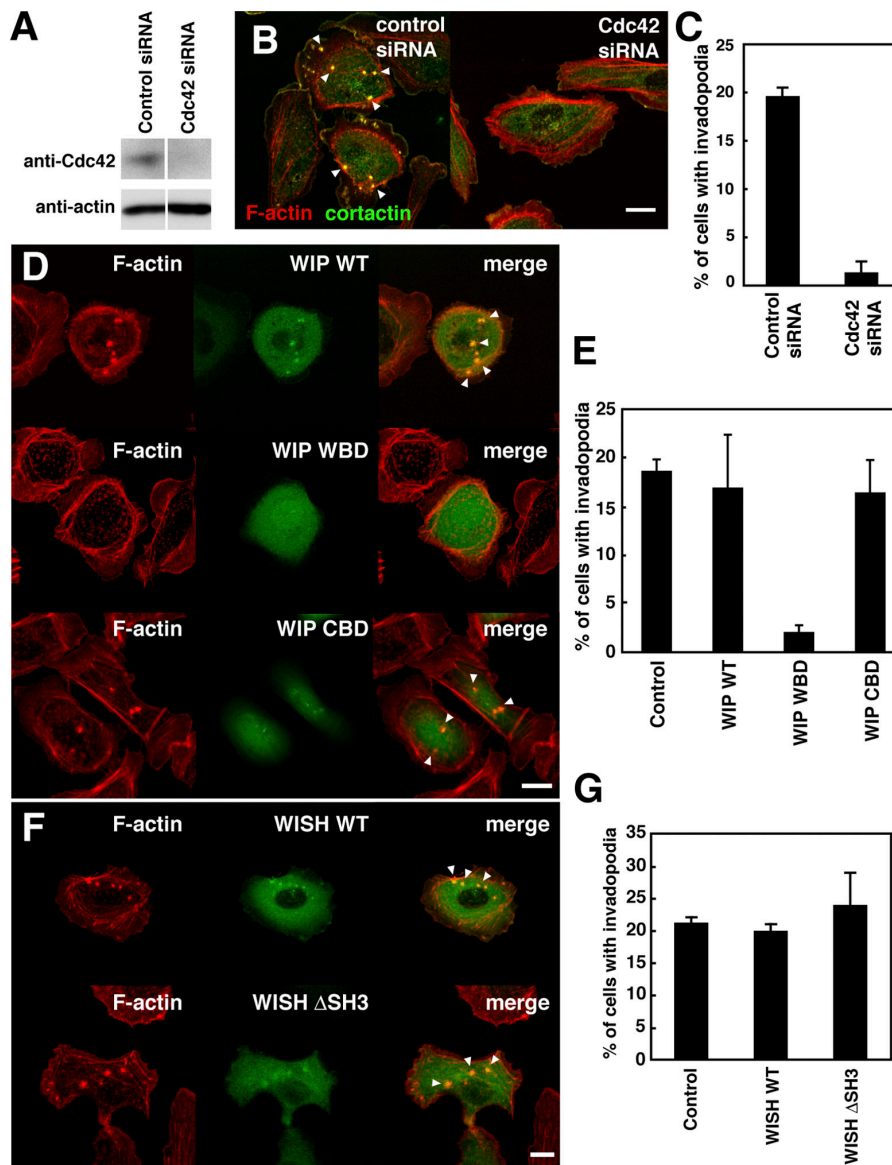 A
Control siRNA
Cdc42 siRNA
anti-Cdc42
anti-actin
B
control
siRNA
Cdc42
siRNA
F-actin cortactin
C
% of cells with invadopodia
25
20
15
10
5
0
Control
siRNA
Cdc42
siRNA
D
F-actin WIP WT merge
F-actin WIP WBD merge
F-actin WIP CBD merge
E
% of cells with invadopodia
25
20
15
10
5
0
Control
WIP WT
WIP WBD
WIP CBD
F
F-actin WISH WT merge
F-actin WISH ΔSH3 merge
G
% of cells with invadopodia
35
30
25
20
15
10
5
0
Control
WISH WT
WISH ΔSH3